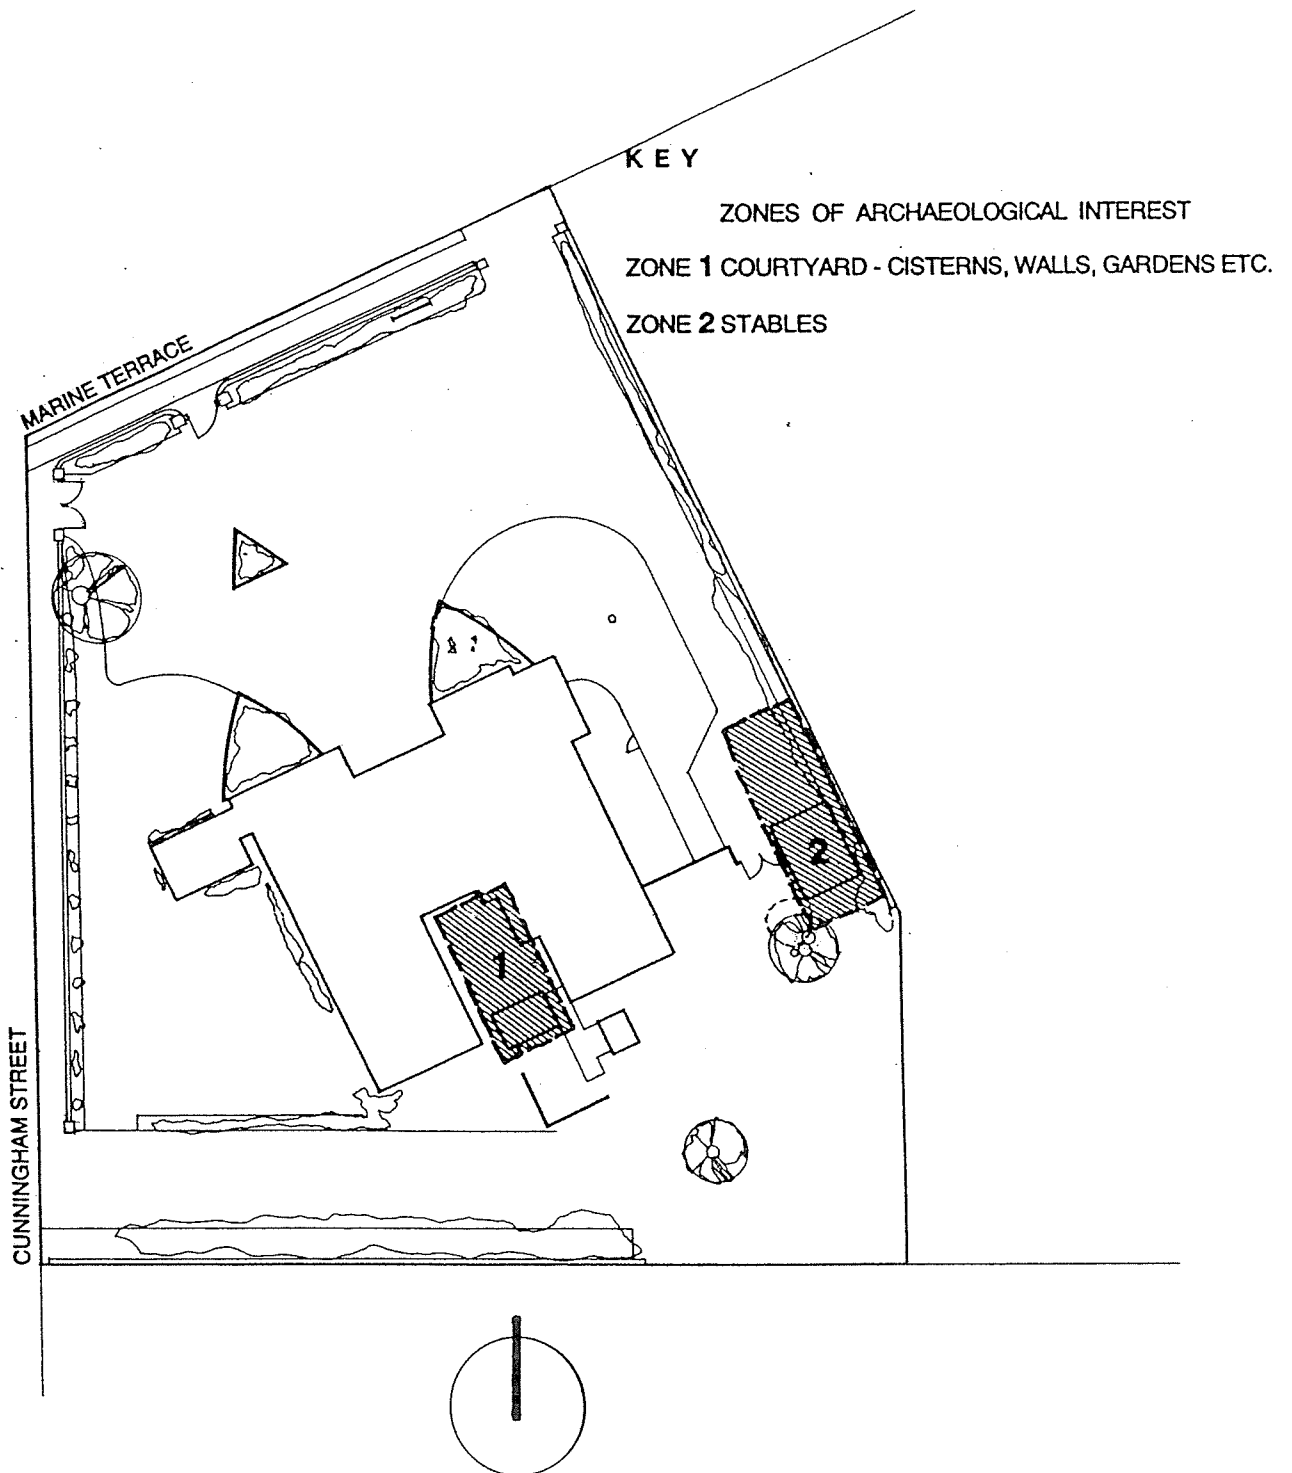 K E Y
ZONES OF ARCHAEOLOGICAL INTEREST
ZONE 1 COURTYARD - CISTERNS, WALLS, GARDENS ETC.
ZONE 2 STABLES
MARINE TERRACE
2
1
CUNNINGHAM STREET